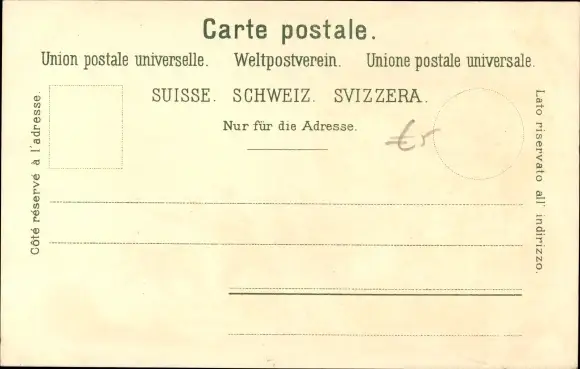 Carte postale.
Union postale universelle. Weltpostverein. Unione postale universale.
SUISSE. SCHWEIZ. SVIZZERA.
Nur für die Adresse.
€5
Côté réservé à l'adresse.
Lato riservato all' indirizzo.